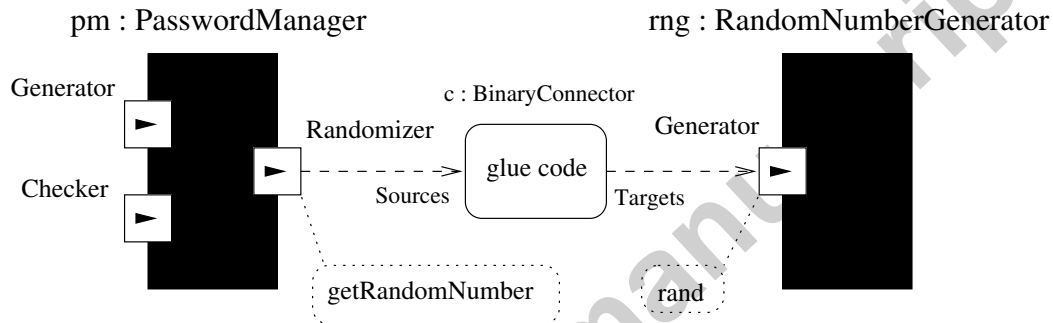 pm : PasswordManager
rng : RandomNumberGenerator
Generator
c : BinaryConnector
Randomizer
Generator
glue code
Checker
Sources
Targets
getRandomNumber
rand